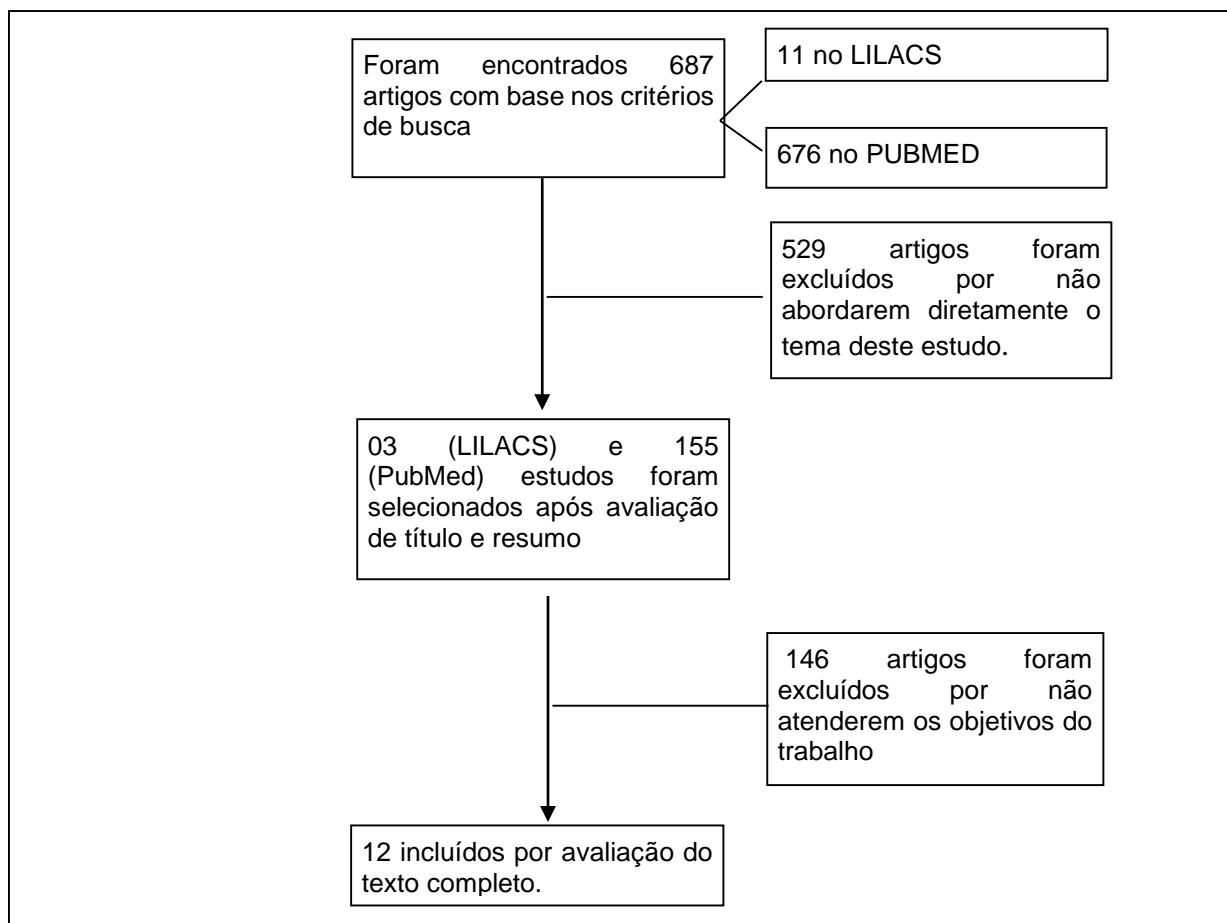 Foram encontrados 687
artigos com base nos critérios
de busca
11 no LILACS
676 no PUBMED
529 artigos foram
excluídos por não
abordarem diretamente o
tema deste estudo.
03 (LILACS) e 155
(PubMed) estudos foram
selecionados após avaliação
de título e resumo
146 artigos foram
excluídos por não
atenderem os objetivos do
trabalho
12 incluídos por avaliação do
texto completo.